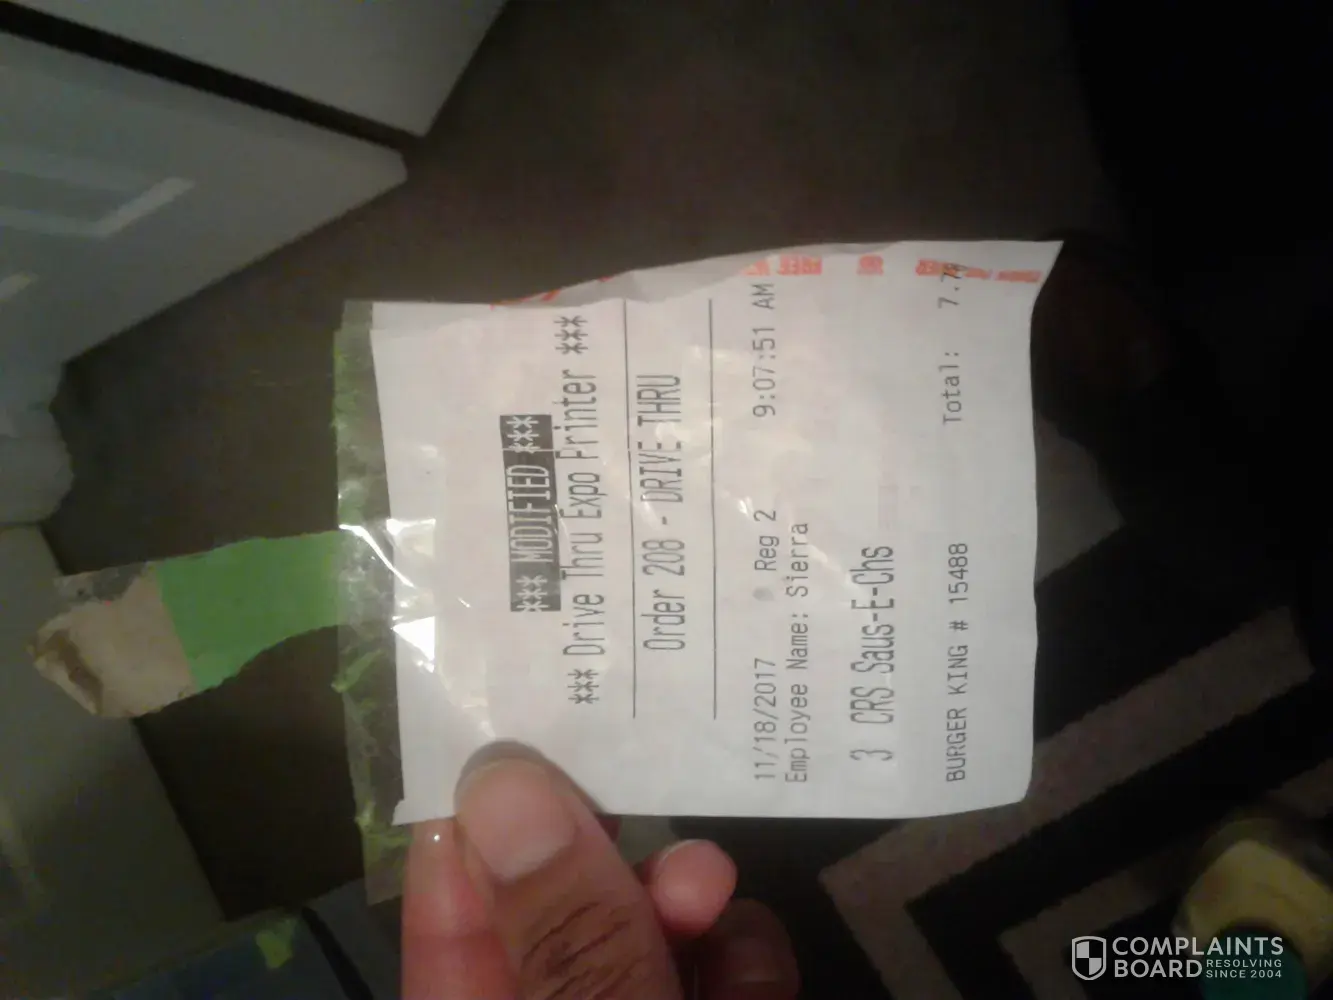 *** MODIFIED ***
*** Drive Thru Expo Printer ***
Order 208 - DRIVE THRU
11/18/2017 Reg 2 9:07:51 AM
Employee Name: Sierra
3 CRS Saus-E-Chs
BURGER KING # 15488 Total:
COMPLAINTS
BOARD RESOLVING
SINCE 2004